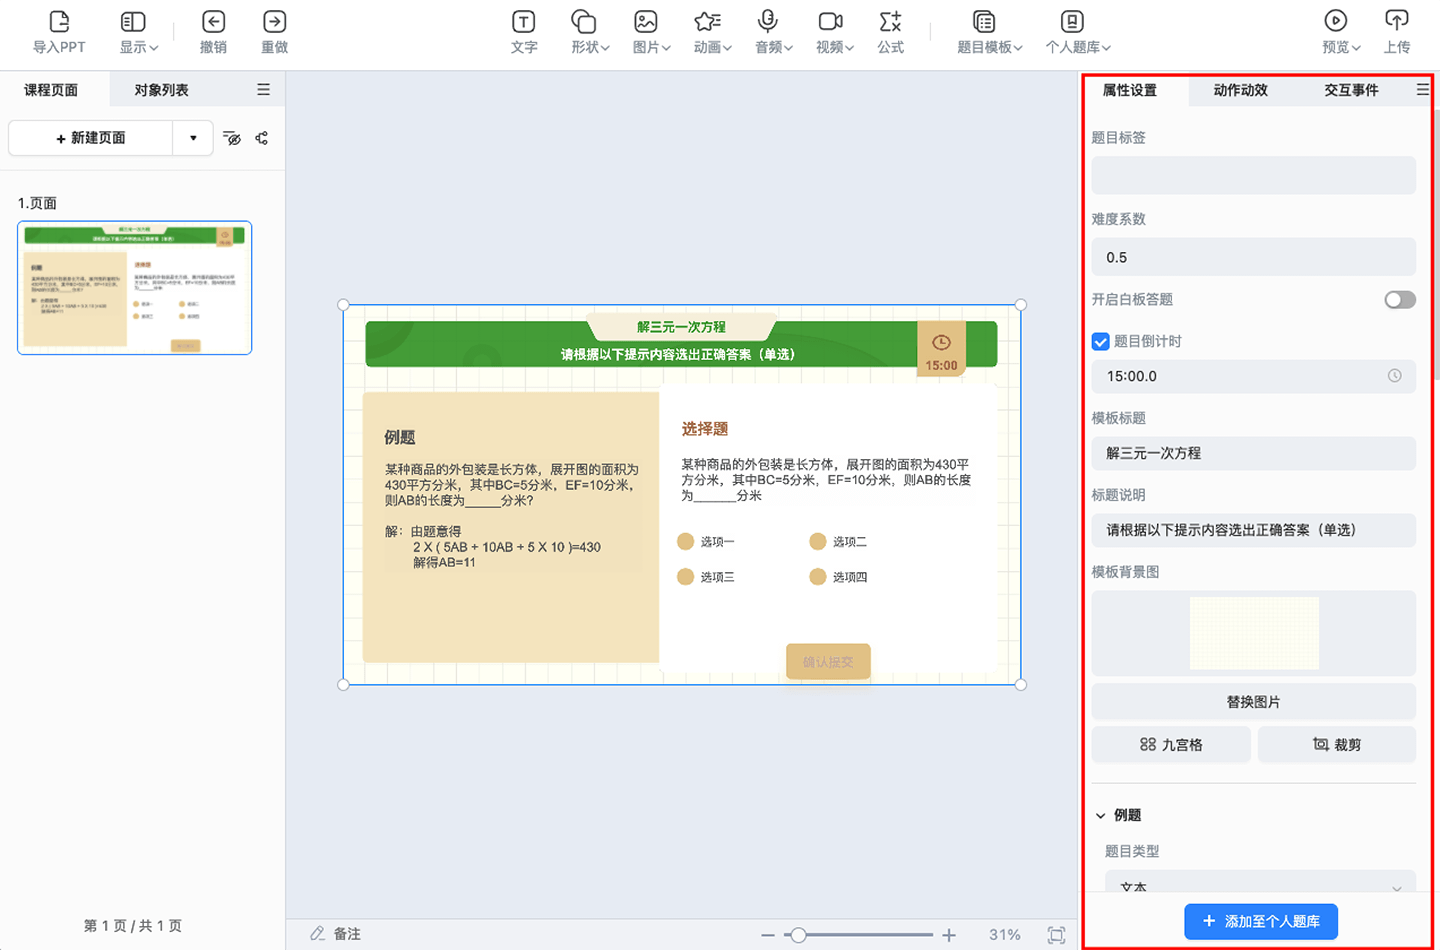 导入PPT
显示
撤销
重做
文字
形状
图片
动画
音频
视频
公式
题目模板
个人题库
预览
上传
课程页面
对象列表
+ 新建页面
1.页面
解三元一次方程
请根据以下提示内容选出正确答案（单选）
15:00
例题
某种商品的外包装是长方体，展开图的面积为
430平方分米，其中BC=5分米，EF=10分米，
则AB的长度为_____分米?
解：由题意得
2 X ( 5AB + 10AB + 5 X 10 )=430
解得AB=11
选择题
某种商品的外包装是长方体，展开图的面积为430平
方分米，其中BC=5分米，EF=10分米，则AB的长度
为______分米
选项一
选项二
选项三
选项四
确认提交
第 1 页 / 共 1 页
备注
31%
属性设置
动作动效
交互事件
题目标签
难度系数
0.5
开启白板答题
题目倒计时
15:00.0
模板标题
解三元一次方程
标题说明
请根据以下提示内容选出正确答案（单选）
模板背景图
替换图片
九宫格
裁剪
例题
题目类型
文本
+ 添加至个人题库